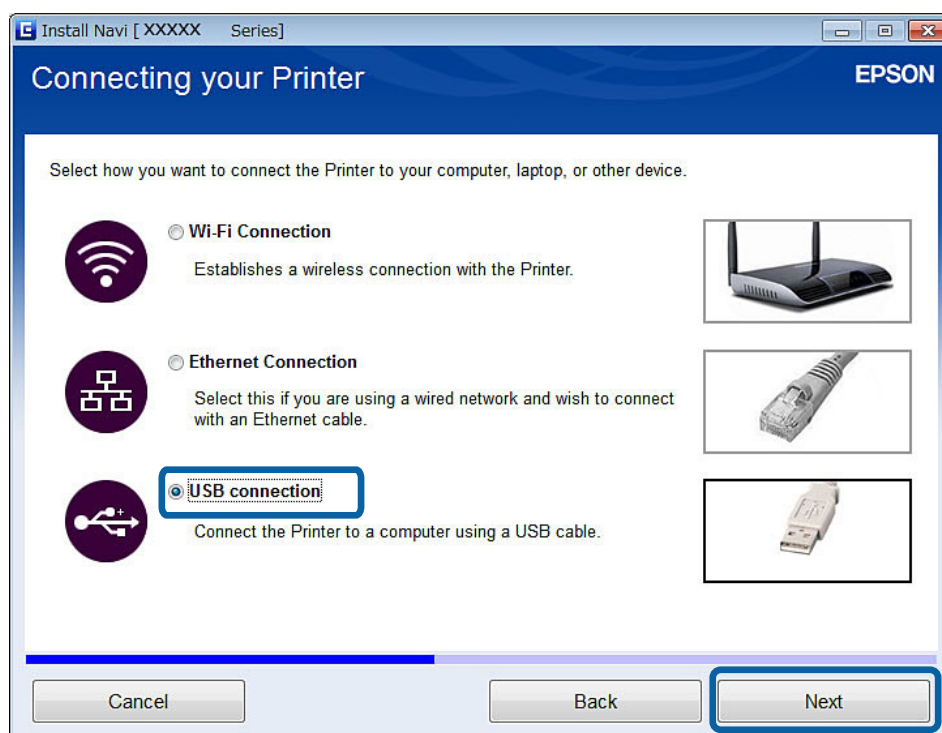 Install Navi [ XXXXX Series]
Connecting your Printer
EPSON
Select how you want to connect the Printer to your computer, laptop, or other device.
Wi-Fi Connection
Establishes a wireless connection with the Printer.
Ethernet Connection
Select this if you are using a wired network and wish to connect
with an Ethernet cable.
USB connection
Connect the Printer to a computer using a USB cable.
Cancel
Back
Next